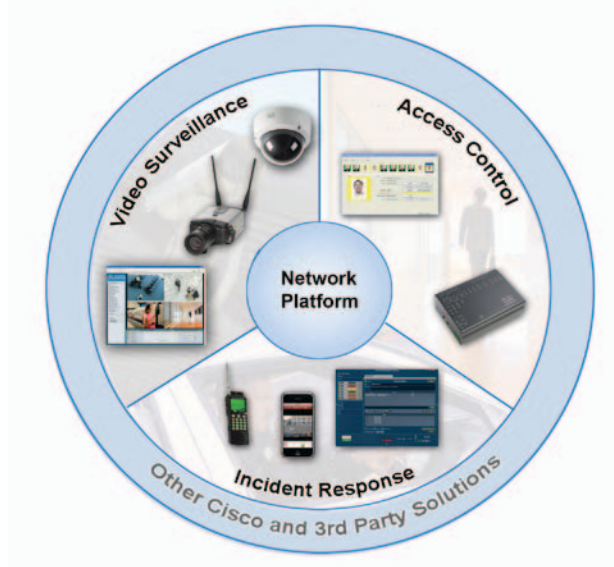 Video Surveillance
Access Control
Network
Platform
Incident Response
Other Cisco and 3rd Party Solutions